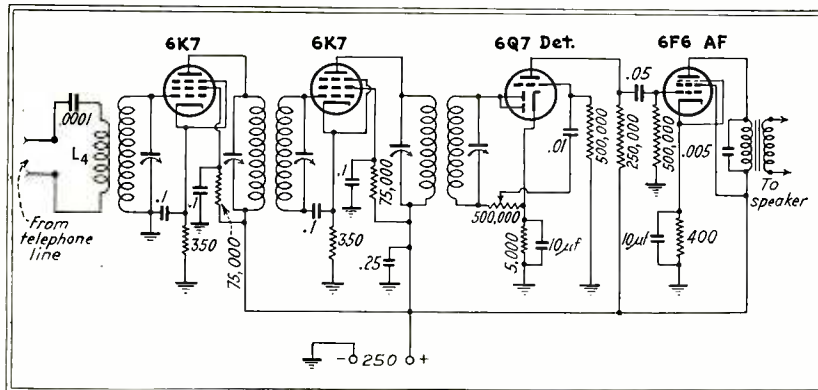 6K7
6K7
6Q7 Det.
6F6 AF
.0001
L4
From
telephone
line
.1
.1
350
75,000
.1
.1
350
75,000
.25
500,000
5,000
10μf
.01
500,000
250,000
.05
500,000
10μf
400
.005
To
speaker
- 250 +